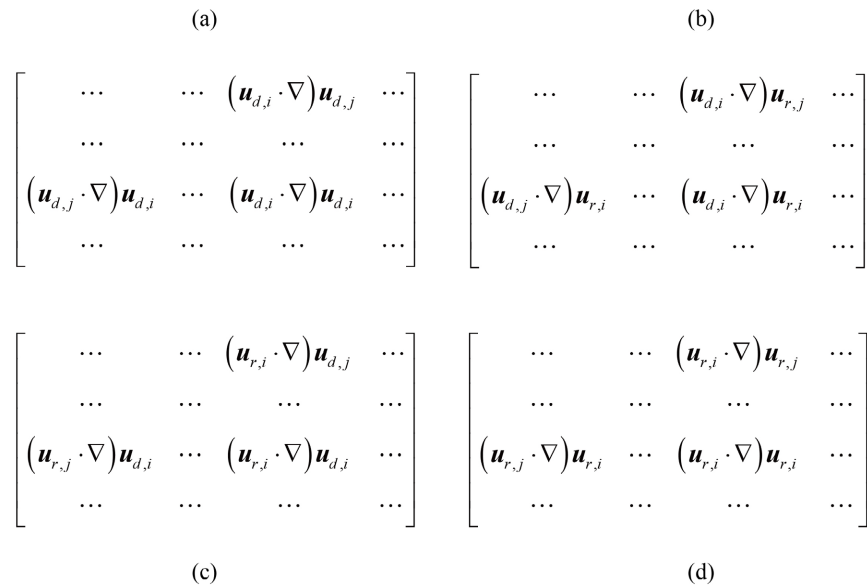 (a) (b)
⋯ ⋯ (u_{d,i} · ∇) u_{d,j} ⋯
⋯ ⋯ ⋯ ⋯
(u_{d,j} · ∇) u_{d,i} ⋯ (u_{d,i} · ∇) u_{d,i} ⋯
⋯ ⋯ ⋯ ⋯
⋯ ⋯ (u_{d,i} · ∇) u_{r,j} ⋯
⋯ ⋯ ⋯ ⋯
(u_{d,j} · ∇) u_{r,i} ⋯ (u_{d,i} · ∇) u_{r,i} ⋯
⋯ ⋯ ⋯ ⋯
⋯ ⋯ (u_{r,i} · ∇) u_{d,j} ⋯
⋯ ⋯ ⋯ ⋯
(u_{r,j} · ∇) u_{d,i} ⋯ (u_{r,i} · ∇) u_{d,i} ⋯
⋯ ⋯ ⋯ ⋯
⋯ ⋯ (u_{r,i} · ∇) u_{r,j} ⋯
⋯ ⋯ ⋯ ⋯
(u_{r,j} · ∇) u_{r,i} ⋯ (u_{r,i} · ∇) u_{r,i} ⋯
⋯ ⋯ ⋯ ⋯
(c) (d)